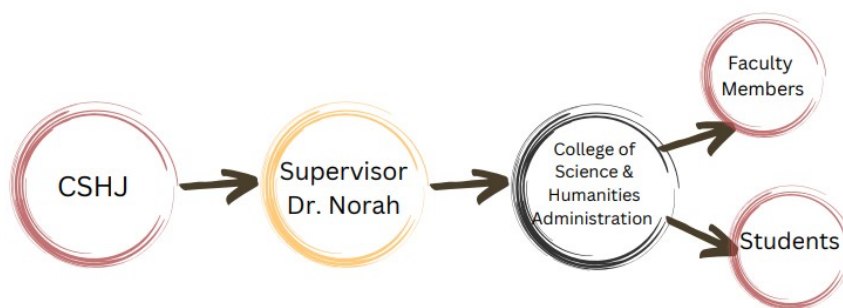 CSHJ
Supervisor
Dr. Norah
College of
Science &
Humanities
Administration
Faculty
Members
Students